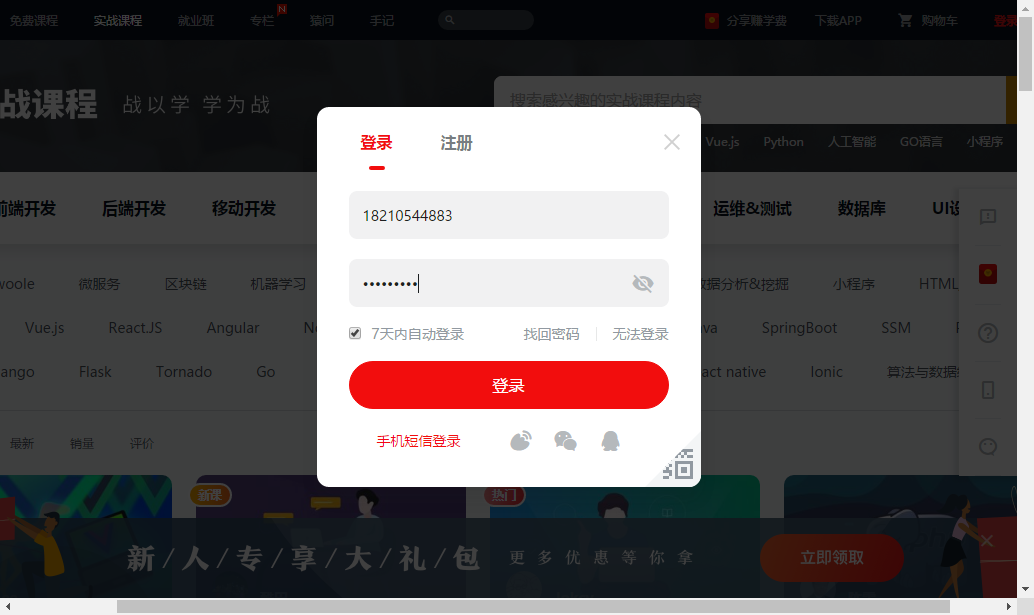 免费课程 实战课程 就业班 专栏 N 猿问 手记 分享赚学费 下载APP 购物车 登录
战课程 战以学 学为战
搜索感兴趣的实战课程内容
Vue.js Python 人工智能 GO语言 小程序
登录 注册
前端开发 后端开发 移动开发 运维&测试 数据库 UI设
18210544883
woole 微服务 区块链 机器学习 数据分析&挖掘 小程序 HTML
•••••••••
Vue.js React.JS Angular N ava SpringBoot SSM
7天内自动登录 找回密码 无法登录
ango Flask Tornado Go act native Ionic 算法与数据结
登录
最新 销量 评价
手机短信登录
新课 热门
新/人/专/享/大/礼/包 更多优惠等你拿 立即领取